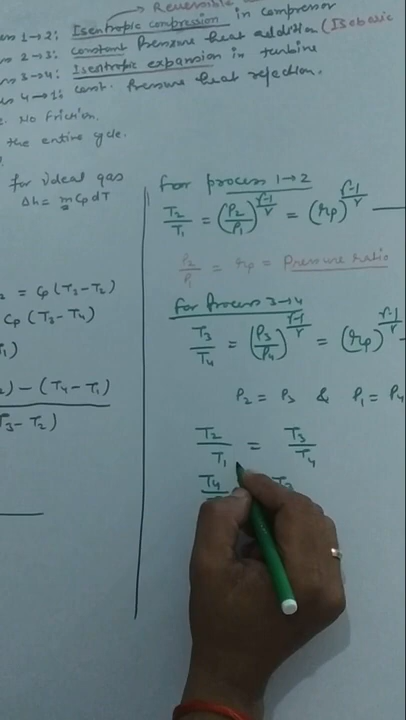 Reversible
1→2: Isentropic compression in compressor
2→3: constant Pressure heat addition (Isobaric
3→4: Isentropic expansion in turbine
4→1: const. Pressure heat rejection.
No friction.
the entire cycle.
for ideal gas
Δh = m Cp dT
= Cp (T3-T2)
Cp (T3-T4)
) - (T4-T1)
T3-T2)
For process 1→2
T2/T1 = (P2/P1)^(γ-1/γ) = (rp)^(γ-1/γ)
P2/P1 = rp = Pressure ratio
for Process 3→4
T3/T4 = (P3/P4)^(γ-1/γ) = (rp)^(γ-1
P2 = P3 & P1 = P4
T2/T1 = T3/T4
T4